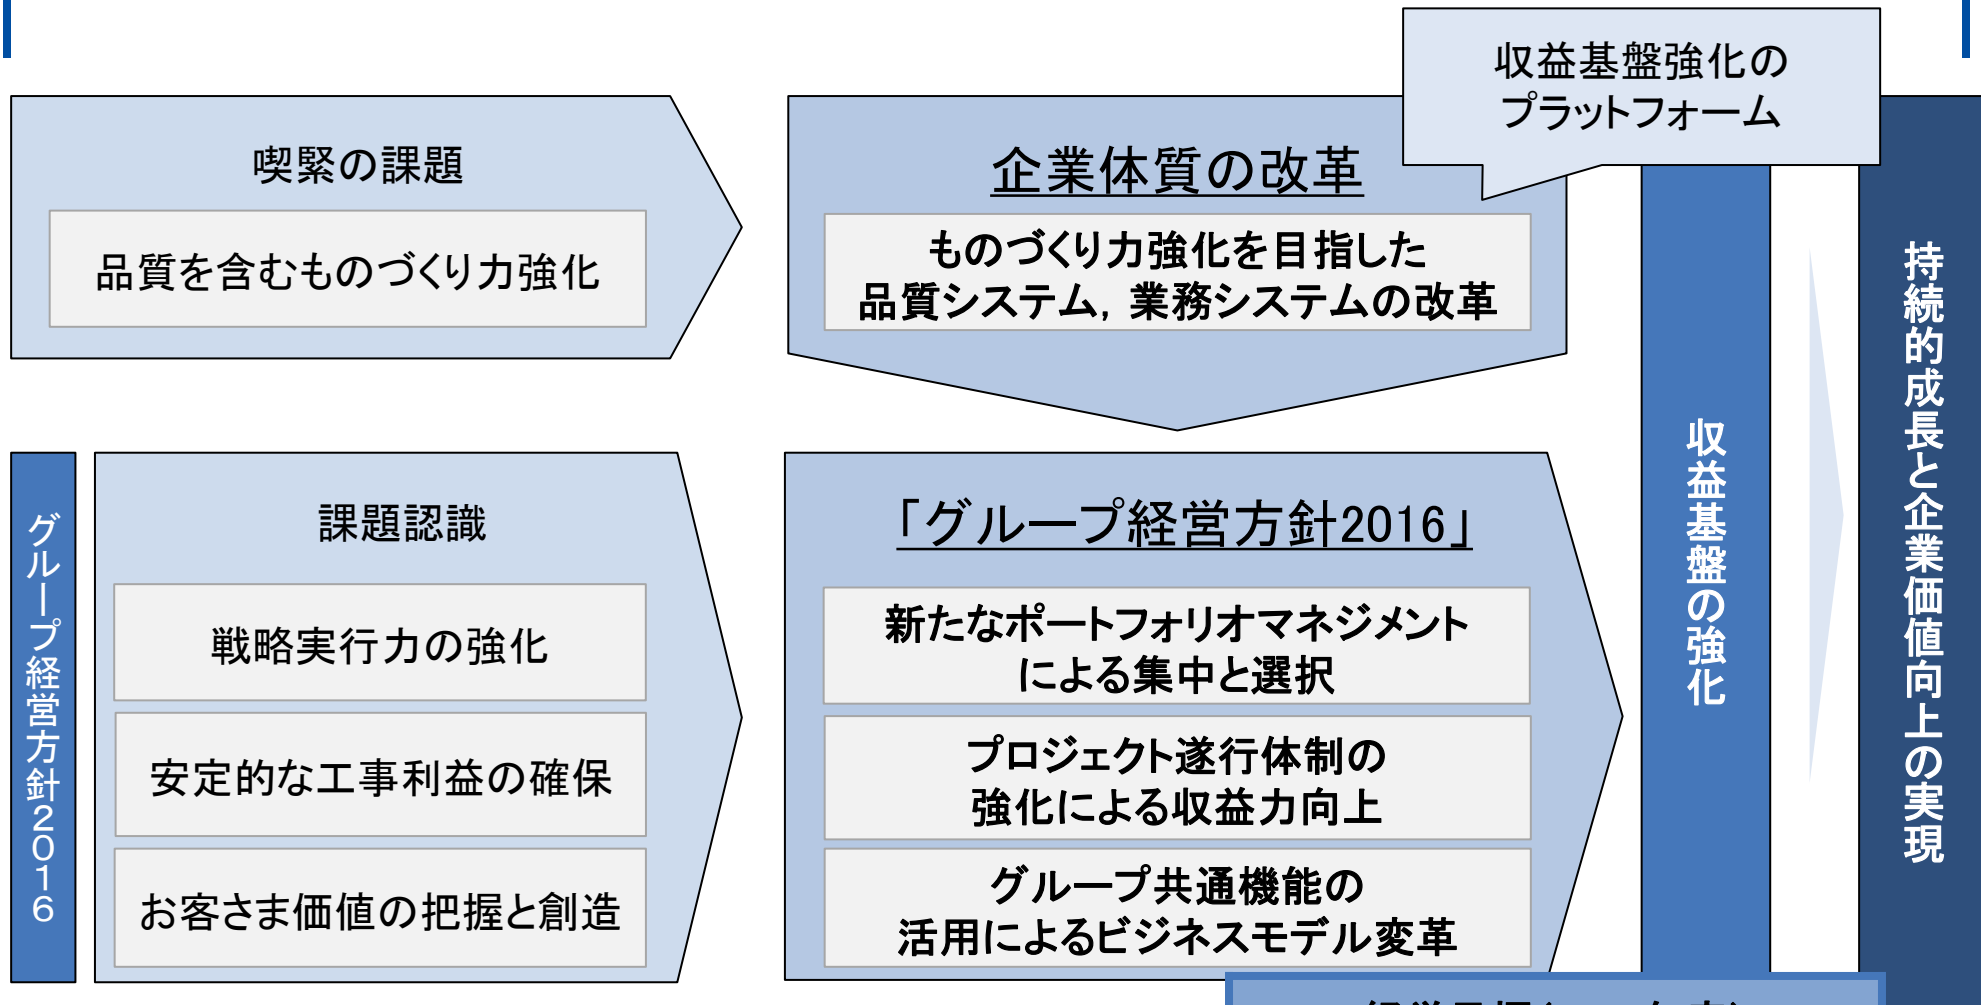 収益基盤強化の
プラットフォーム
喫緊の課題
品質を含むものづくり力強化
企業体質の改革
ものづくり力強化を目指した
品質システム，業務システムの改革
グループ経営方針２０１６
課題認識
戦略実行力の強化
安定的な工事利益の確保
お客さま価値の把握と創造
「グループ経営方針2016」
新たなポートフォリオマネジメント
による集中と選択
プロジェクト遂行体制の
強化による収益力向上
グループ共通機能の
活用によるビジネスモデル変革
収益基盤の強化
持続的成長と企業価値向上の実現